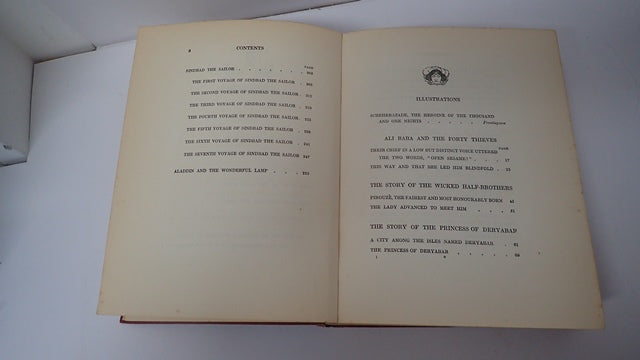 CONTENTS
PAGE
SINDBAD THE SAILOR
THE FIRST VOYAGE OF SINDBAD THE SAILOR
THE SECOND VOYAGE OF SINDBAD THE SAILOR
THE THIRD VOYAGE OF SINDBAD THE SAILOR
THE FOURTH VOYAGE OF SINDBAD THE SAILOR
THE FIFTH VOYAGE OF SINDBAD THE SAILOR
THE SIXTH VOYAGE OF SINDBAD THE SAILOR 241
THE SEVENTH VOYAGE OF SINDBAD THE SAILOR 247
ALADDIN AND THE WONDERFUL LAMP
ILLUSTRATIONS
SCHEHERAZADE, THE HEROINE OF THE THOUSAND
AND ONE NIGHTS Frontispiece
ALI BABA AND THE FORTY THIEVES
PAGE
THEIR CHIEF IN A LOW BUT DISTINCT VOICE UTTERED
THE TWO WORDS, "OPEN SESAME!" 17
THIS WAY AND THAT SHE LED HIM BLINDFOLD
THE STORY OF THE WICKED HALF-BROTHERS
PIROUZÈ, THE FAIREST AND MOST HONOURABLY BORN
THE LADY ADVANCED TO MEET HIM
THE STORY OF THE PRINCESS OF DERYABAR
A CITY AMONG THE ISLES NAMED DERYABAR 61
THE PRINCESS OF DERYABAR